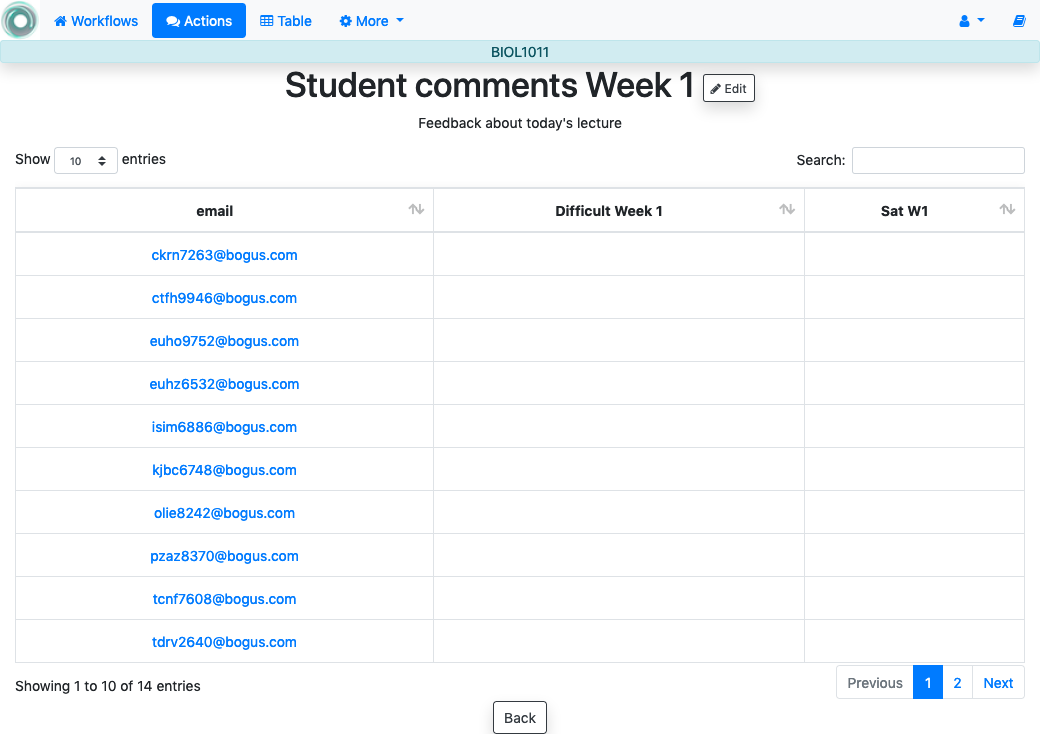 Workflows Actions Table More
BIOL1011
Student comments Week 1 Edit
Feedback about today's lecture
Show 10 entries Search:
email Difficult Week 1 Sat W1
ckrn7263@bogus.com
ctfh9946@bogus.com
euho9752@bogus.com
euhz6532@bogus.com
isim6886@bogus.com
kjbc6748@bogus.com
olie8242@bogus.com
pzaz8370@bogus.com
tcnf7608@bogus.com
tdrv2640@bogus.com
Showing 1 to 10 of 14 entries Previous 1 2 Next
Back